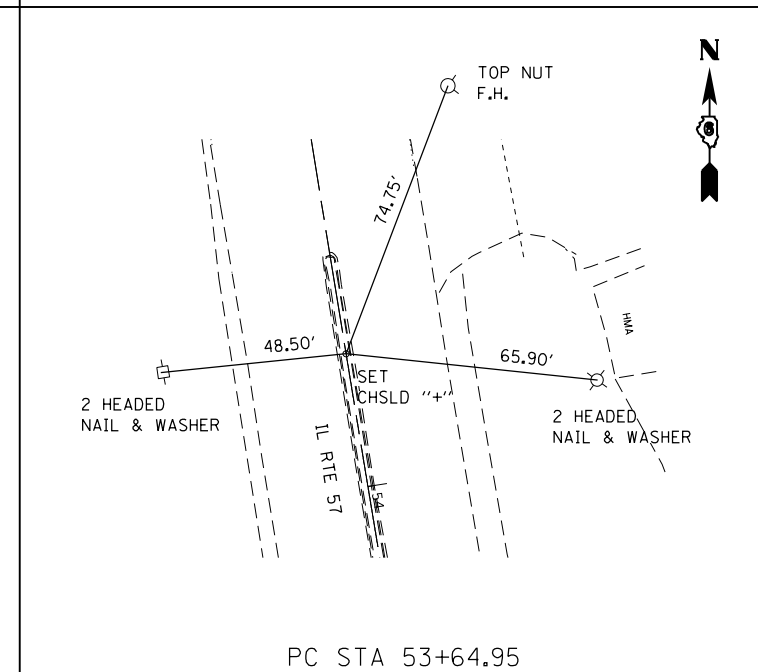 N
TOP NUT
F.H.
6
74.75'
HMA
48.50'
65.90'
SET
CHSLD "+"
2 HEADED
NAIL & WASHER
2 HEADED
NAIL & WASHER
IL RTE 57
54
PC STA 53+64.95